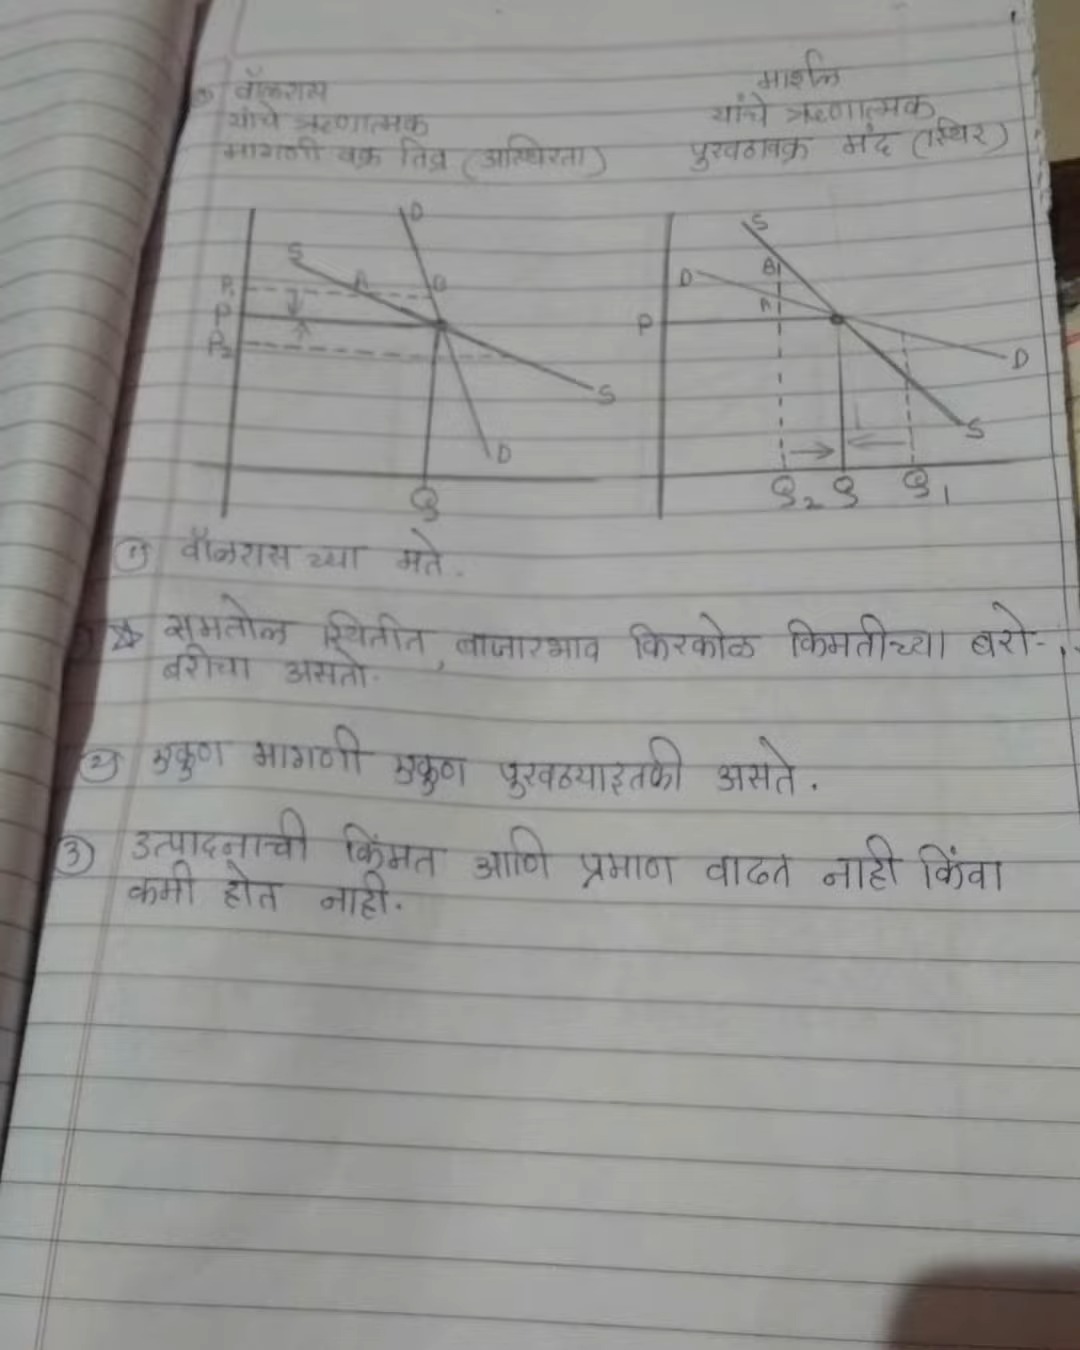 वॉलरास
यांचे ऋणात्मक
मागणी वक्र तिव्र (अस्थिरता)
मार्शल
यांचे ऋणात्मक
पुरवठावक्र मंद (स्थिर)
D
S
A
B
P₁
P
P₂
S
D
Q
S
D
B
A
P
D
S
Q₂ Q Q₁
① वॉलरास च्या मते.
समतोल स्थितीत, बाजारभाव किरकोळ किमतीच्या बरो-
बरीचा असतो.
② एकुण मागणी एकुण पुरवठ्याइतकी असते.
③ उत्पादनाची किंमत आणि प्रमाण वाढत नाही किंवा
कमी होत नाही.